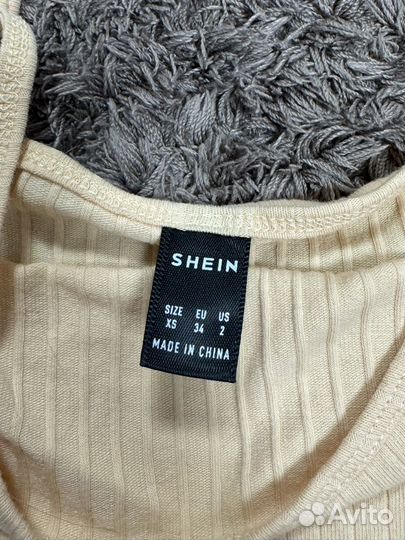 SHEIN
SIZE EU US
XS 34 2
MADE IN CHINA
Avito